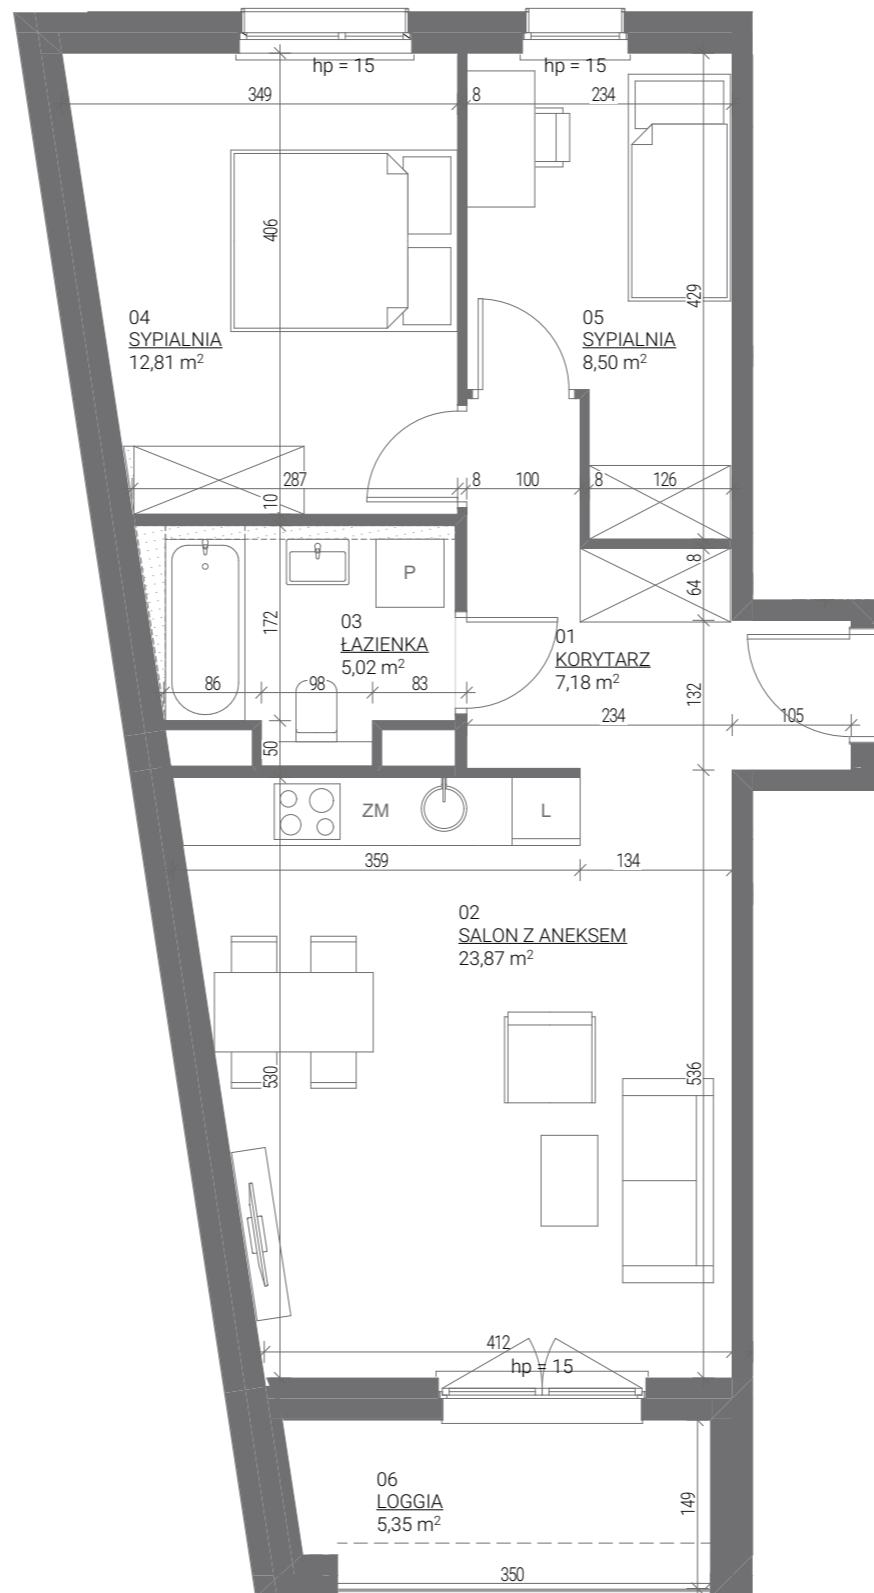 hp = 15
hp = 15
349
8
234
406
429
04
SYPIALNIA
12,81 m²
05
SYPIALNIA
8,50 m²
287
10
8
100
8
126
8
64
P
172
03
ŁAZIENKA
5,02 m²
01
KORYTARZ
7,18 m²
86
98
83
132
234
105
50
ZM
L
359
134
02
SALON Z ANEKSEM
23,87 m²
530
536
412
hp = 15
06
LOGGIA
5,35 m²
149
350